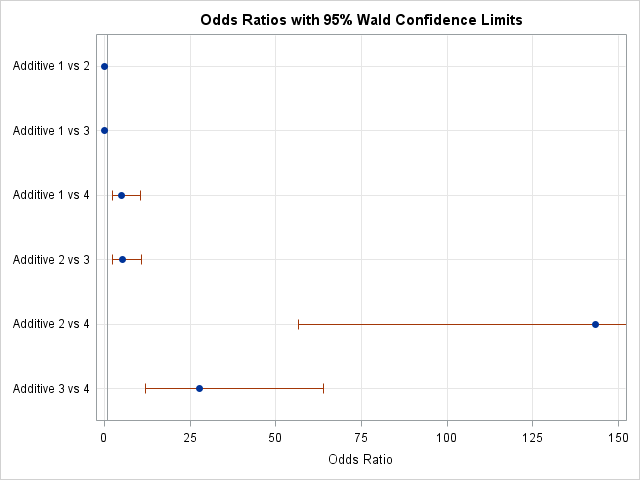 Odds Ratios with 95% Wald Confidence Limits
Additive 1 vs 2
Additive 1 vs 3
Additive 1 vs 4
Additive 2 vs 3
Additive 2 vs 4
Additive 3 vs 4
0 25 50 75 100 125 150
Odds Ratio